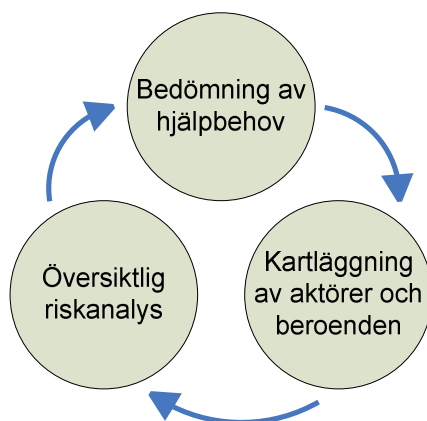 Bedömning av
hjälpbehov
Kartläggning
av aktörer och
beroenden
Översiktlig
riskanalys